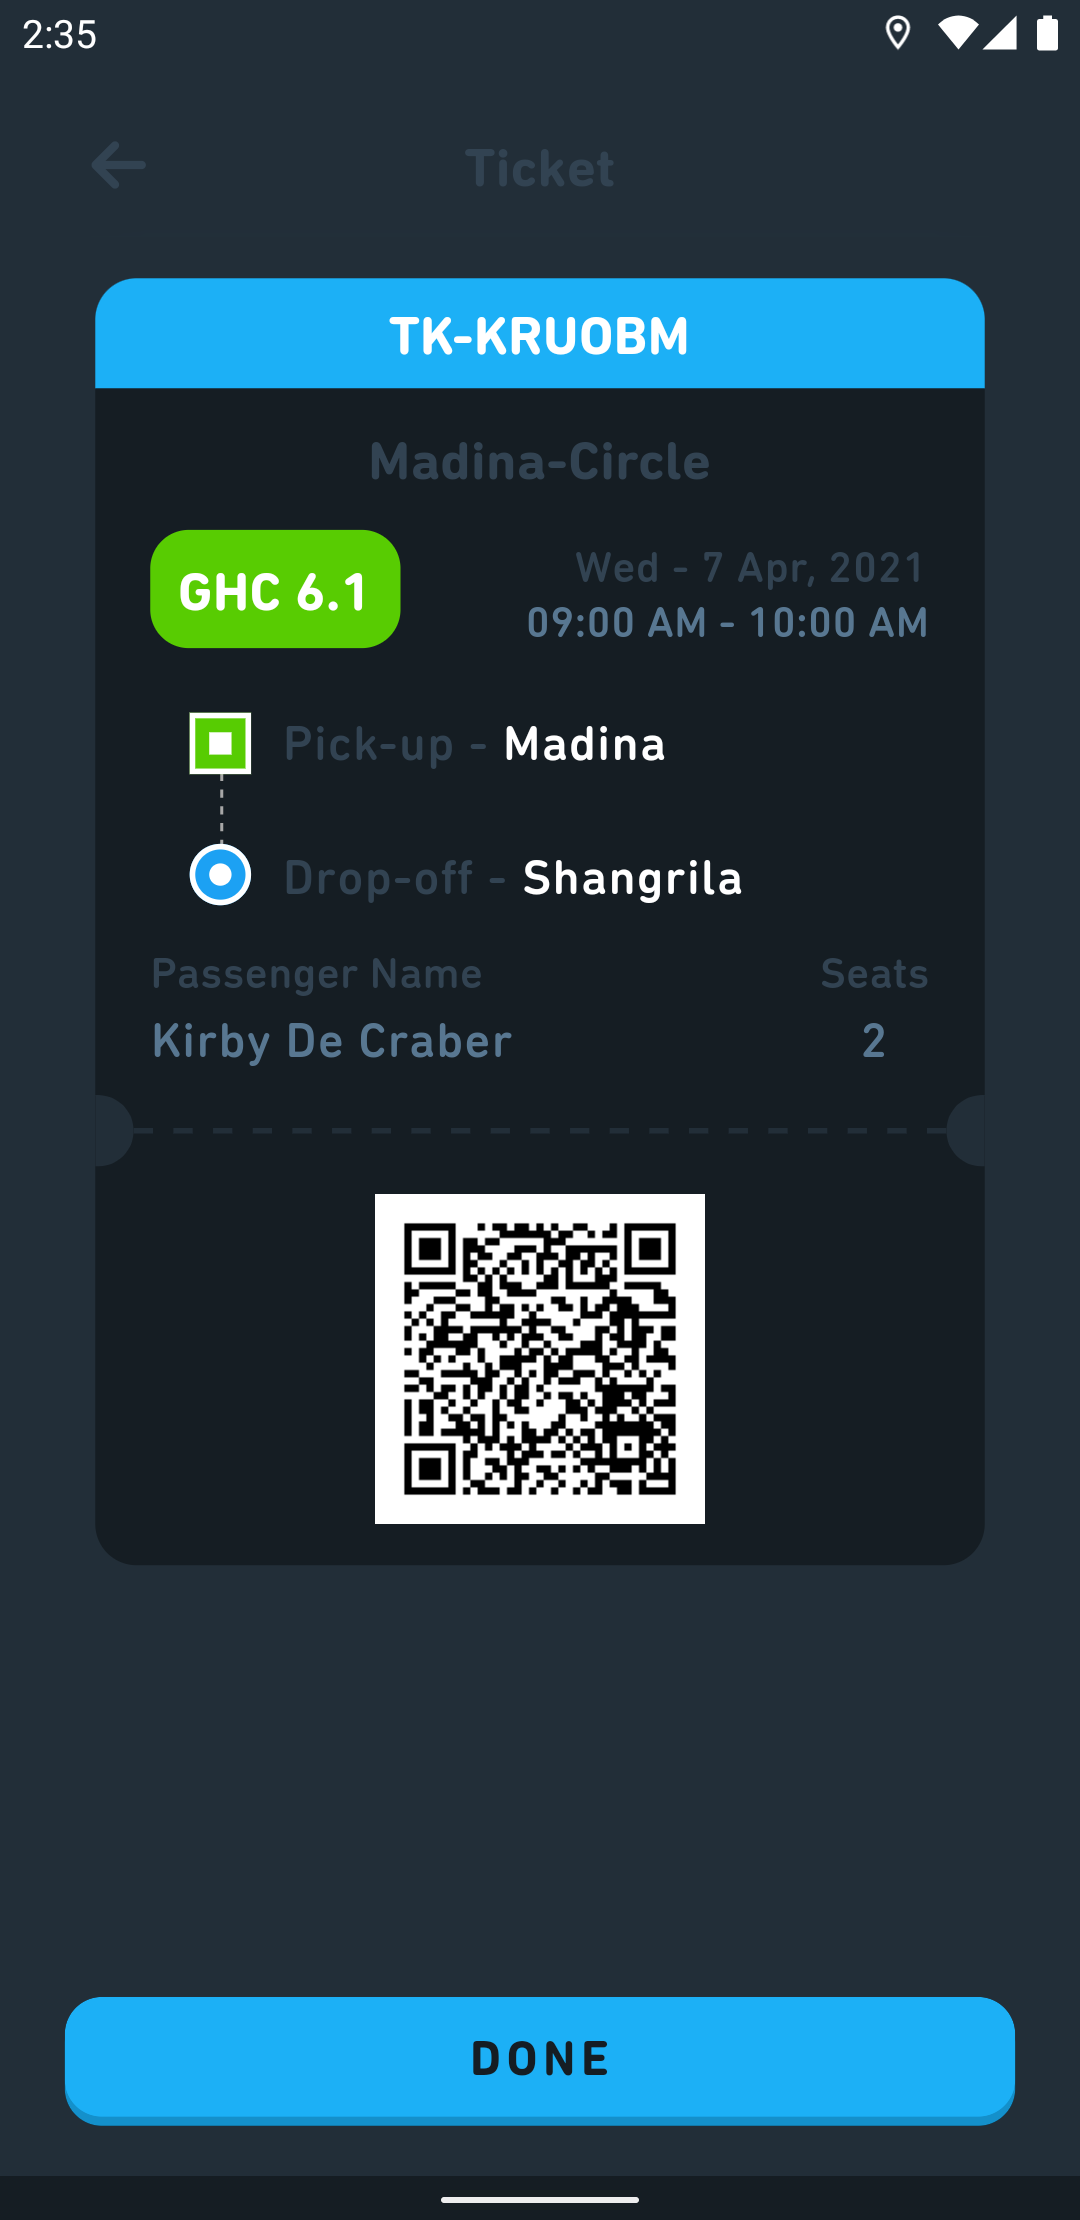 2:35
Ticket
TK-KRUOBM
Madina-Circle
GHC 6.1
Wed - 7 Apr, 2021
09:00 AM - 10:00 AM
Pick-up - Madina
Drop-off - Shangrila
Passenger Name
Seats
Kirby De Craber
2
DONE